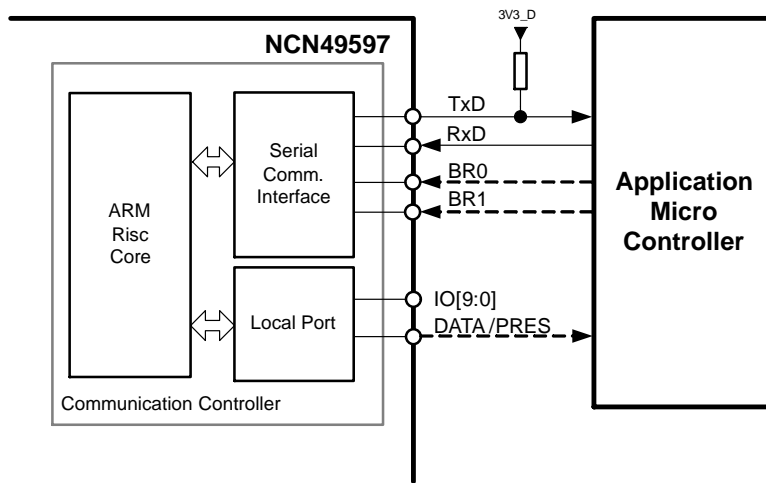 3V3_D
NCN49597
TxD
RxD
BR0
BR1
Serial
Comm.
Interface
ARM
Risc
Core
Application
Micro
Controller
IO[9:0]
DATA/PRES
Local Port
Communication Controller